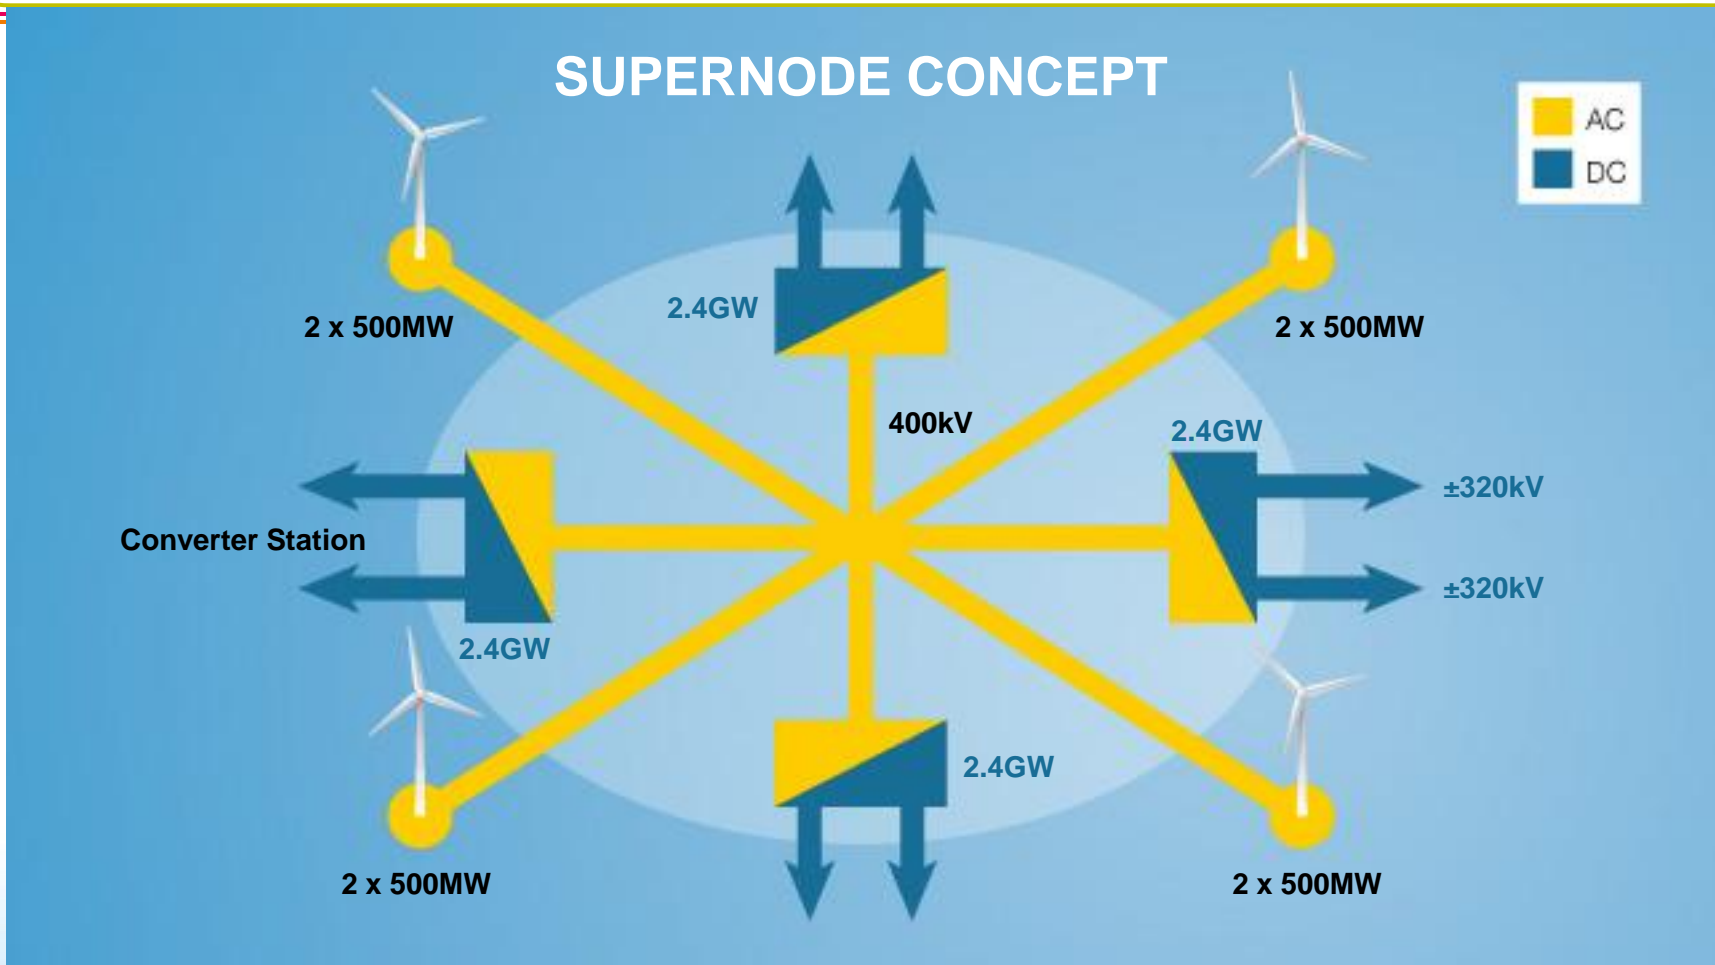 SUPERNODE CONCEPT
AC
DC
2.4GW
2 x 500MW
2 x 500MW
400kV
2.4GW
±320kV
Converter Station
±320kV
2.4GW
2.4GW
2 x 500MW
2 x 500MW